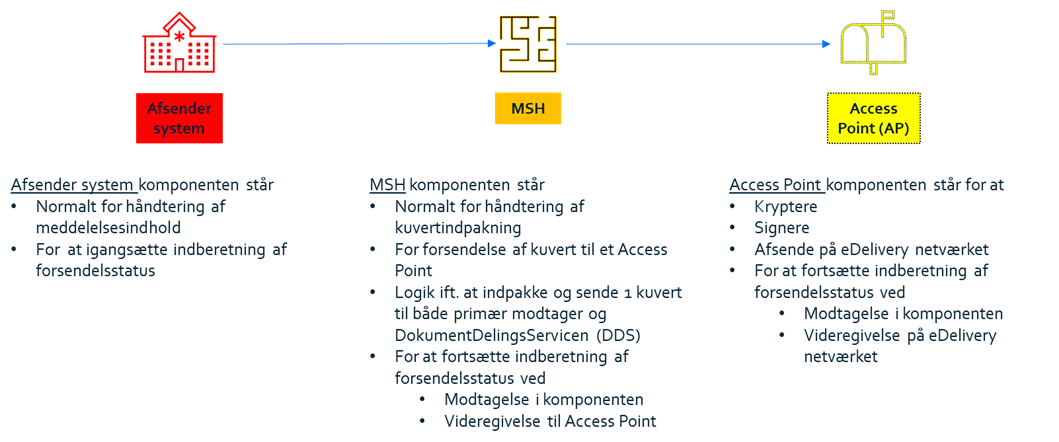 Afsender
system
MSH
Access
Point (AP)
Afsender system komponenten står
• Normalt for håndtering af
meddelelsesindhold
• For at igangsætte indberetning af
forsendelsstatus
MSH komponenten står
• Normalt for håndtering af
kuvertindpakning
• For forsendelse af kuvert til et Access
Point
• Logik ift. at indpakke og sende 1 kuvert
til både primær modtager og
DokumentDelingsServicen (DDS)
• For at fortsætte indberetning af
forsendelsstatus ved
• Modtagelse i komponenten
• Videregivelse til Access Point
Access Point komponenten står for at
• Kryptere
• Signere
• Afsende på eDelivery netværket
• For at fortsætte indberetning af
forsendelsstatus ved
• Modtagelse i komponenten
• Videregivelse på eDelivery
netværket